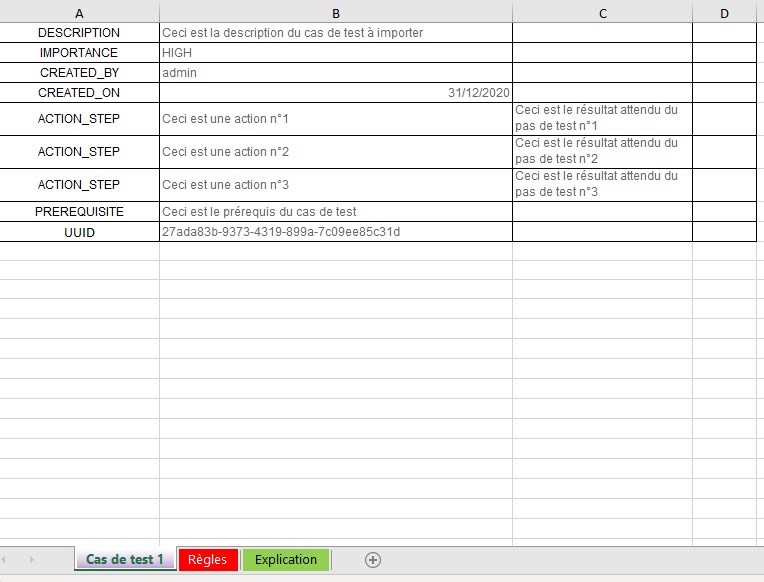 A B C D
DESCRIPTION Ceci est la description du cas de test à importer
IMPORTANCE HIGH
CREATED_BY admin
CREATED_ON 31/12/2020
ACTION_STEP Ceci est une action n°1 Ceci est le résultat attendu du
pas de test n°1
ACTION_STEP Ceci est une action n°2 Ceci est le résultat attendu du
pas de test n°2
ACTION_STEP Ceci est une action n°3 Ceci est le résultat attendu du
pas de test n°3
PREREQUISITE Ceci est le prérequis du cas de test
UUID 27ada83b-9373-4319-899a-7c09ee85c31d
Cas de test 1 Règles Explication